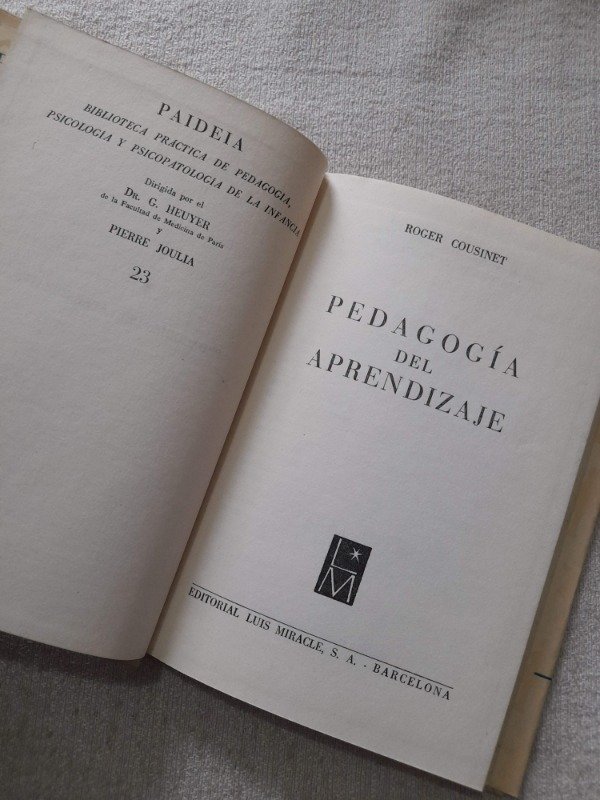 PAIDEIA
BIBLIOTECA PRÁCTICA DE PEDAGOGÍA,
PSICOLOGÍA Y PSICOPATOLOGÍA DE LA INFANCIA
Dirigida por el
DR. G. HEUYER
de la Facultad de Medicina de París
y
PIERRE JOULIA
23
ROGER COUSINET
PEDAGOGÍA
DEL
APRENDIZAJE
LM
EDITORIAL LUIS MIRACLE, S. A. - BARCELONA